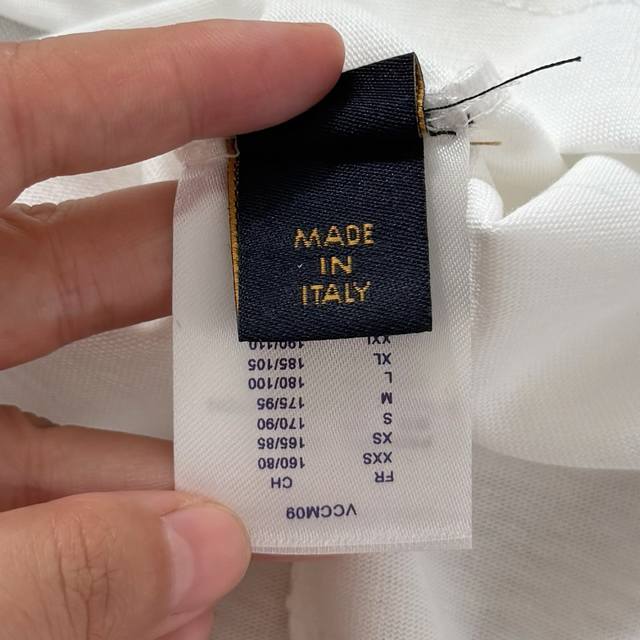 MADE
IN
ITALY
VCCM09
FR CH
XXS 160/80
XS 165/85
S 170/90
M 175/95
L 180/100
XL 185/105
XXL 190/110